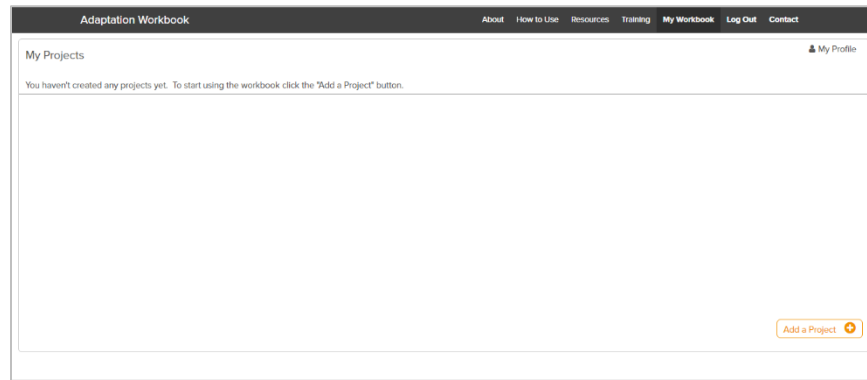 Adaptation Workbook
About How to Use Resources Training My Workbook Log Out Contact
My Projects
My Profile
You haven't created any projects yet. To start using the workbook click the "Add a Project" button.
Add a Project